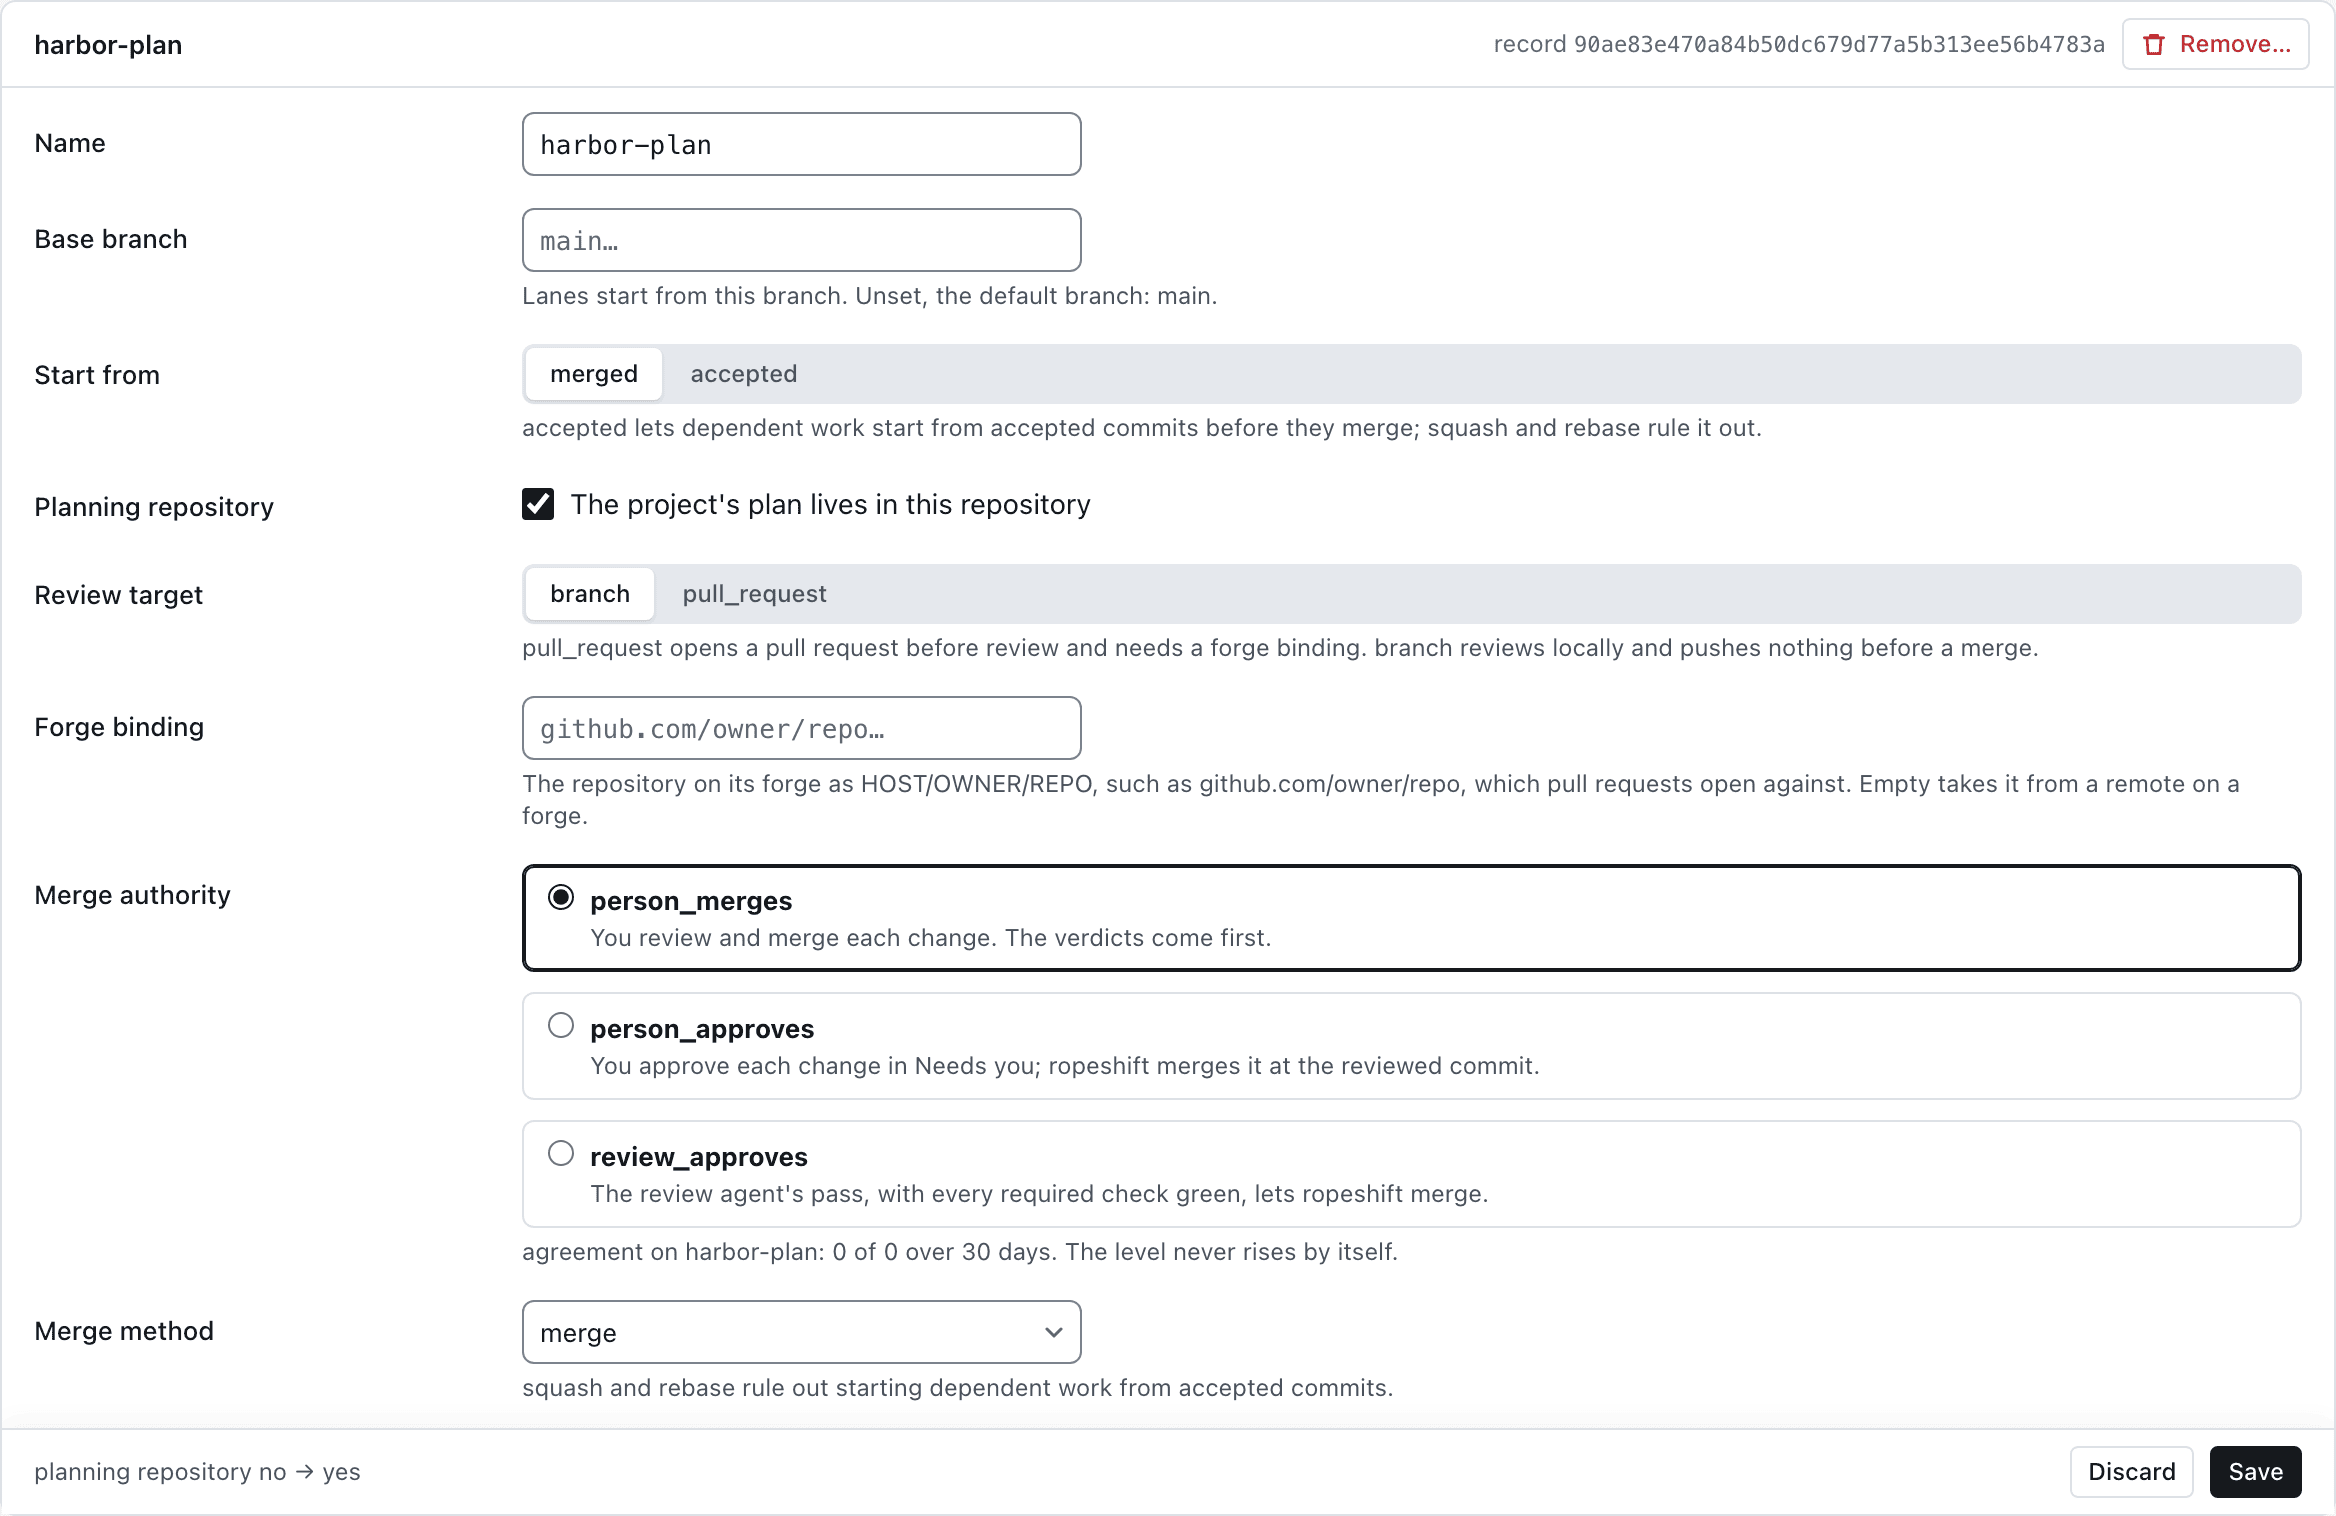 harbor-plan
record 90ae83e470a84b50dc679d77a5b313ee56b4783a
Remove...
Name
harbor-plan
Base branch
main…
Lanes start from this branch. Unset, the default branch: main.
Start from
merged
accepted
accepted lets dependent work start from accepted commits before they merge; squash and rebase rule it out.
Planning repository
The project's plan lives in this repository
Review target
branch
pull_request
pull_request opens a pull request before review and needs a forge binding. branch reviews locally and pushes nothing before a merge.
Forge binding
github.com/owner/repo…
The repository on its forge as HOST/OWNER/REPO, such as github.com/owner/repo, which pull requests open against. Empty takes it from a remote on a
forge.
Merge authority
person_merges
You review and merge each change. The verdicts come first.
person_approves
You approve each change in Needs you; ropeshift merges it at the reviewed commit.
review_approves
The review agent's pass, with every required check green, lets ropeshift merge.
agreement on harbor-plan: 0 of 0 over 30 days. The level never rises by itself.
Merge method
merge
squash and rebase rule out starting dependent work from accepted commits.
planning repository no → yes
Discard
Save